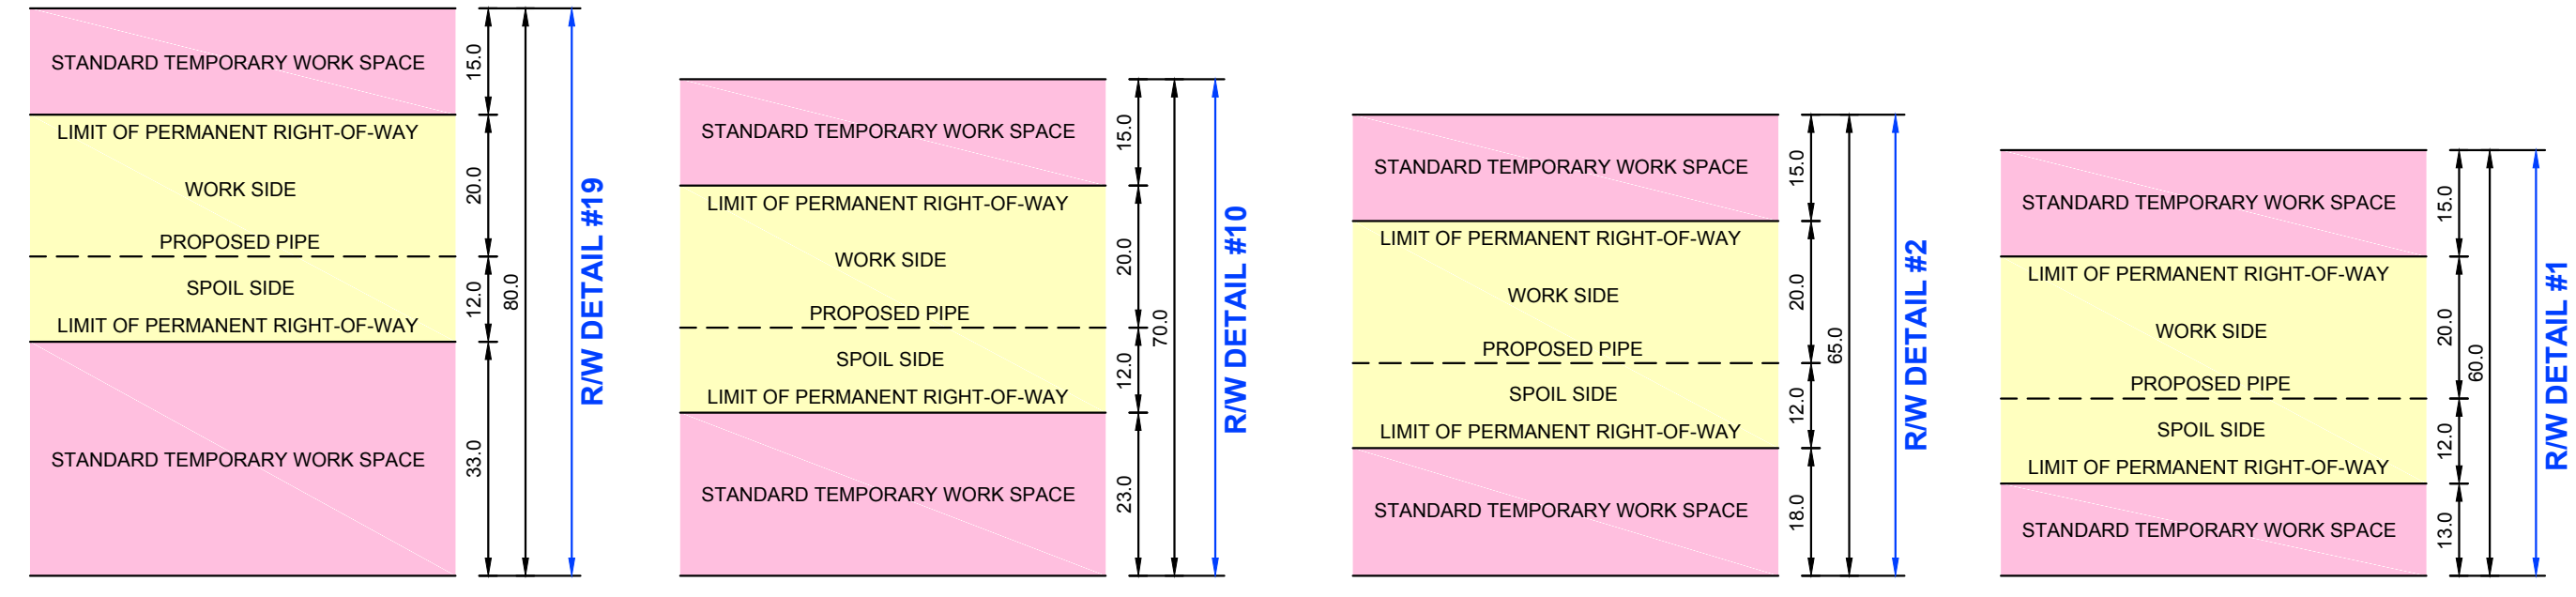 STANDARD TEMPORARY WORK SPACE
LIMIT OF PERMANENT RIGHT-OF-WAY
WORK SIDE
PROPOSED PIPE
SPOIL SIDE
LIMIT OF PERMANENT RIGHT-OF-WAY
STANDARD TEMPORARY WORK SPACE
15.0
20.0
12.0
33.0
80.0
R/W DETAIL #19
STANDARD TEMPORARY WORK SPACE
LIMIT OF PERMANENT RIGHT-OF-WAY
WORK SIDE
PROPOSED PIPE
SPOIL SIDE
LIMIT OF PERMANENT RIGHT-OF-WAY
STANDARD TEMPORARY WORK SPACE
15.0
20.0
12.0
23.0
70.0
R/W DETAIL #10
STANDARD TEMPORARY WORK SPACE
LIMIT OF PERMANENT RIGHT-OF-WAY
WORK SIDE
PROPOSED PIPE
SPOIL SIDE
LIMIT OF PERMANENT RIGHT-OF-WAY
STANDARD TEMPORARY WORK SPACE
15.0
20.0
12.0
18.0
65.0
R/W DETAIL #2
STANDARD TEMPORARY WORK SPACE
LIMIT OF PERMANENT RIGHT-OF-WAY
WORK SIDE
PROPOSED PIPE
SPOIL SIDE
LIMIT OF PERMANENT RIGHT-OF-WAY
STANDARD TEMPORARY WORK SPACE
15.0
20.0
12.0
13.0
60.0
R/W DETAIL #1